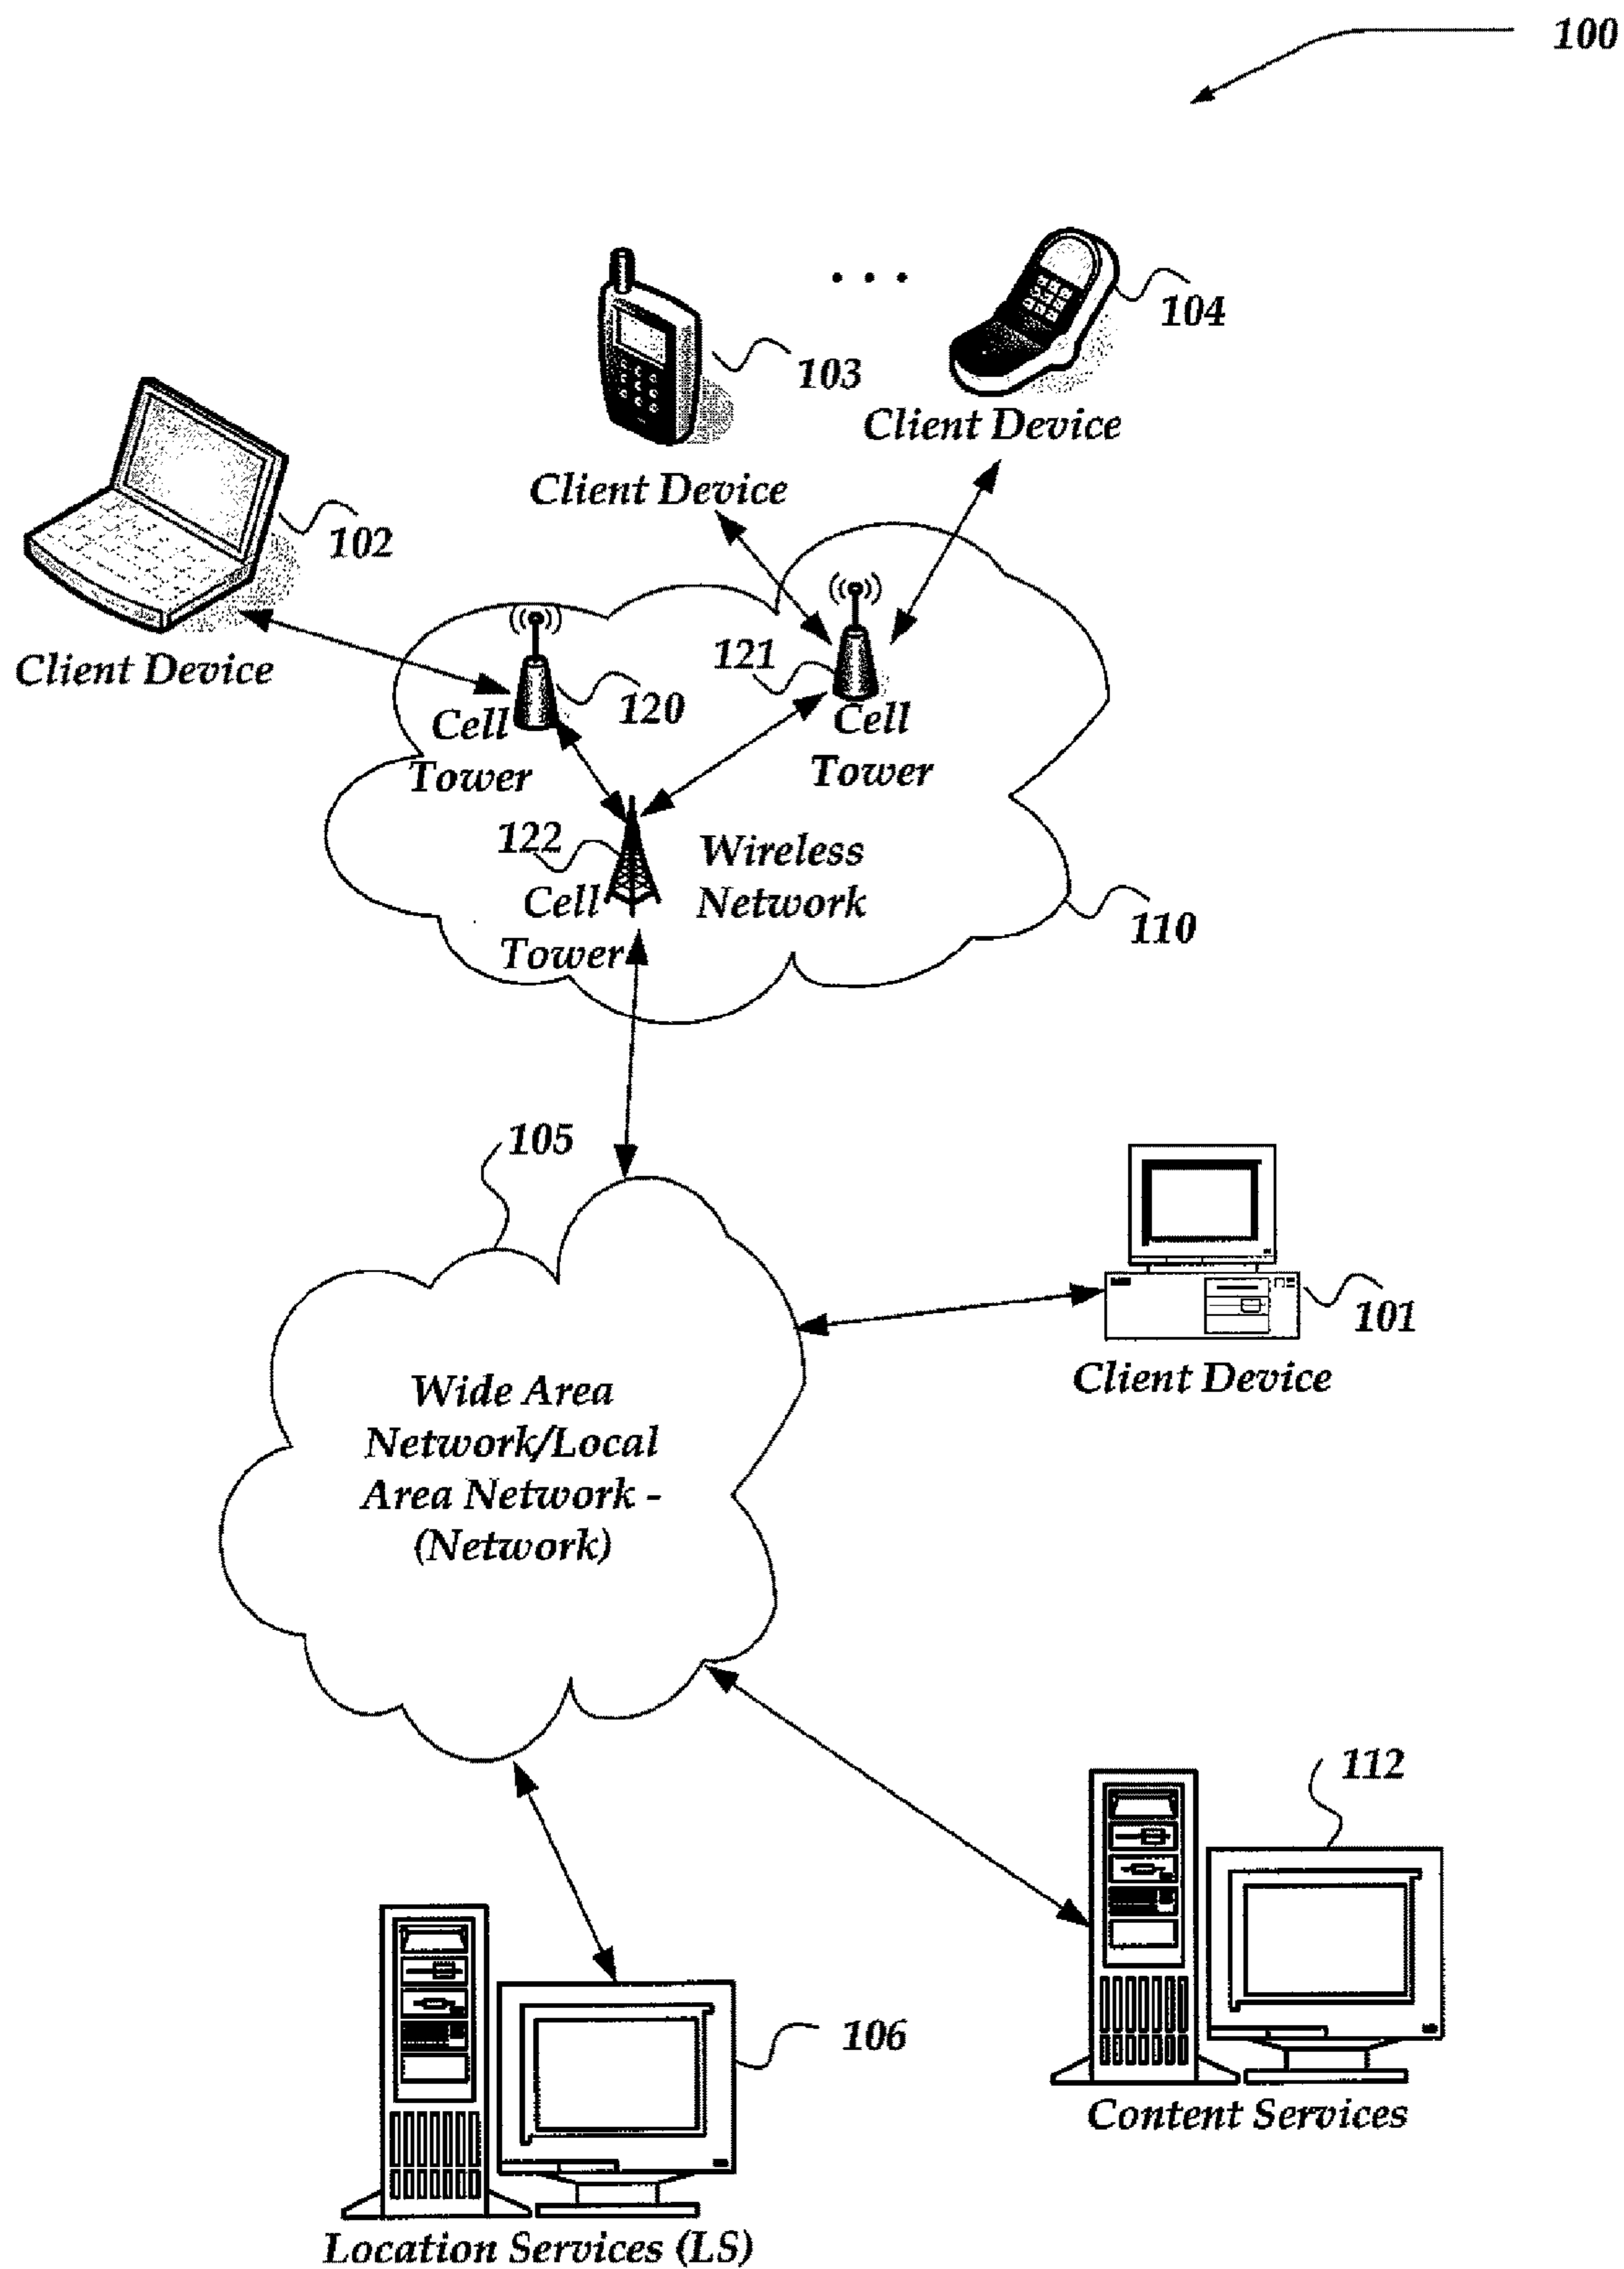 100
104
103
Client Device
Client Device
102
Client Device
121
120
Cell
Tower
Cell
Tower
122
Cell
Tower
Wireless
Network
110
105
101
Client Device
Wide Area
Network/Local
Area Network -
(Network)
112
106
Content Services
Location Services (LS)